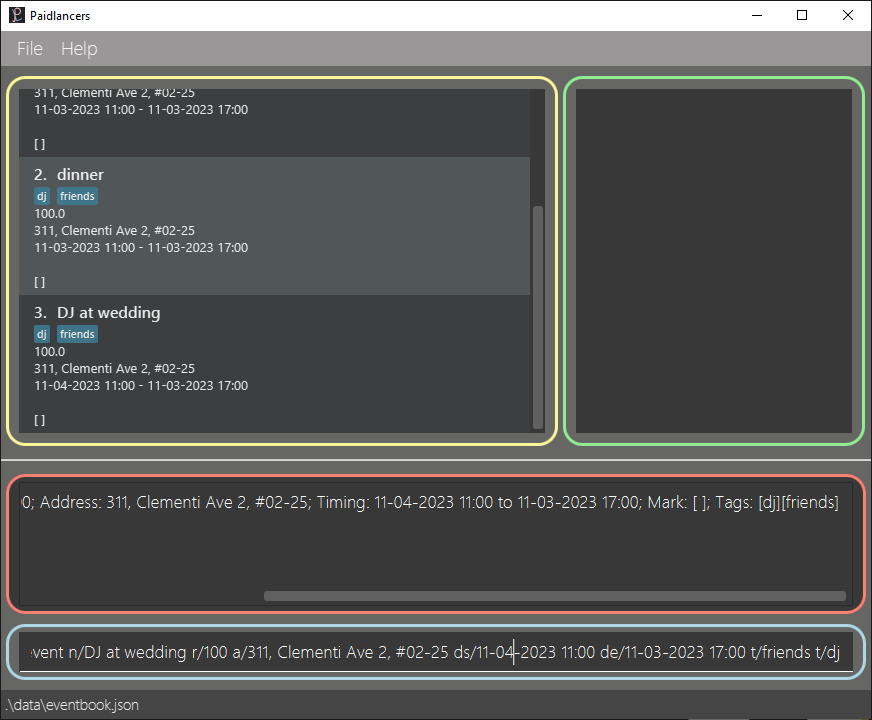 Paidlancers
File Help
311, Clementi Ave 2, #02-25
11-03-2023 11:00 - 11-03-2023 17:00
[ ]
2. dinner
dj friends
100.0
311, Clementi Ave 2, #02-25
11-03-2023 11:00 - 11-03-2023 17:00
[ ]
3. DJ at wedding
dj friends
100.0
311, Clementi Ave 2, #02-25
11-04-2023 11:00 - 11-03-2023 17:00
[ ]
0; Address: 311, Clementi Ave 2, #02-25; Timing: 11-04-2023 11:00 to 11-03-2023 17:00; Mark: [ ]; Tags: [dj][friends]
event n/DJ at wedding r/100 a/311, Clementi Ave 2, #02-25 ds/11-04-2023 11:00 de/11-03-2023 17:00 t/friends t/dj
.\data\eventbook.json